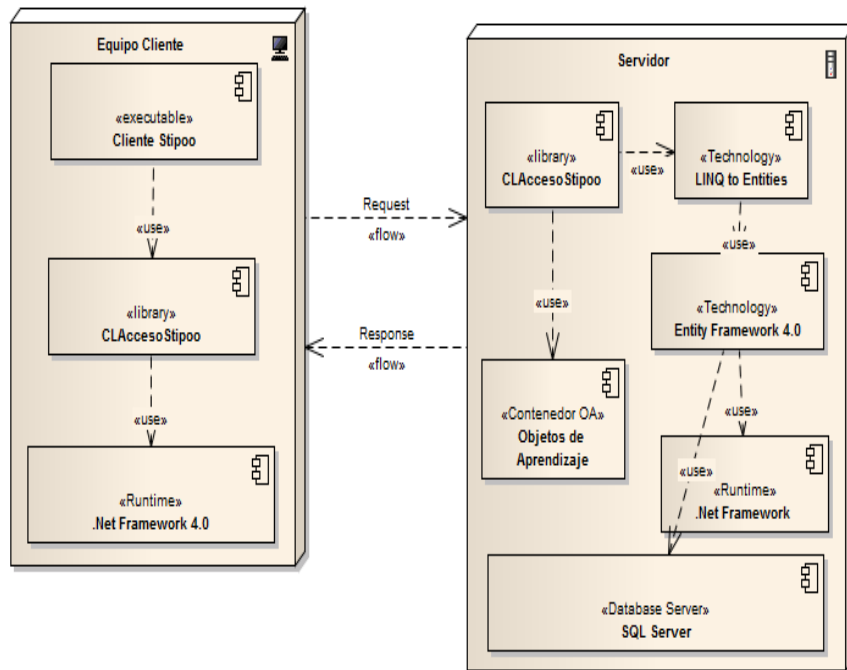 Equipo Cliente
«executable»
Cliente Stipoo
«use»
«library»
CLAccesoStipoo
«use»
«Runtime»
.Net Framework 4.0
Request
«flow»
Response
«flow»
Servidor
«library»
CLAccesoStipoo
«use»
«Technology»
LINQ to Entities
«use»
«use»
«Technology»
Entity Framework 4.0
«Contenedor OA»
Objetos de
Aprendizaje
«use»
«use»
«Runtime»
.Net Framework
«Database Server»
SQL Server